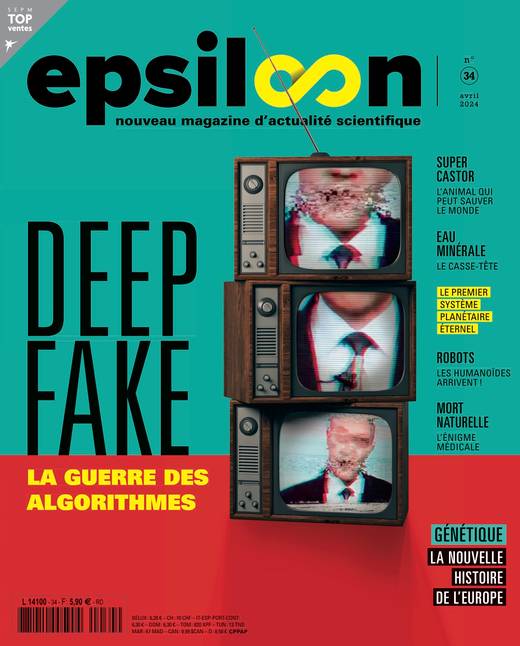 SEPM
TOP
ventes
epsiloon
nouveau magazine d'actualité scientifique
n°
34
avril
2024
SUPER
CASTOR
L'ANIMAL QUI
PEUT SAUVER
LE MONDE
EAU
MINÉRALE
LE CASSE-TÊTE
LE PREMIER
SYSTÈME
PLANÉTAIRE
ÉTERNEL
ROBOTS
LES HUMANOÏDES
ARRIVENT !
MORT
NATURELLE
L'ÉNIGME
MÉDICALE
DEEP
FAKE
LA GUERRE DES
ALGORITHMES
GÉNÉTIQUE
LA NOUVELLE
HISTOIRE
DE L'EUROPE
L 14100 - 34 - F: 5,90 € - RD